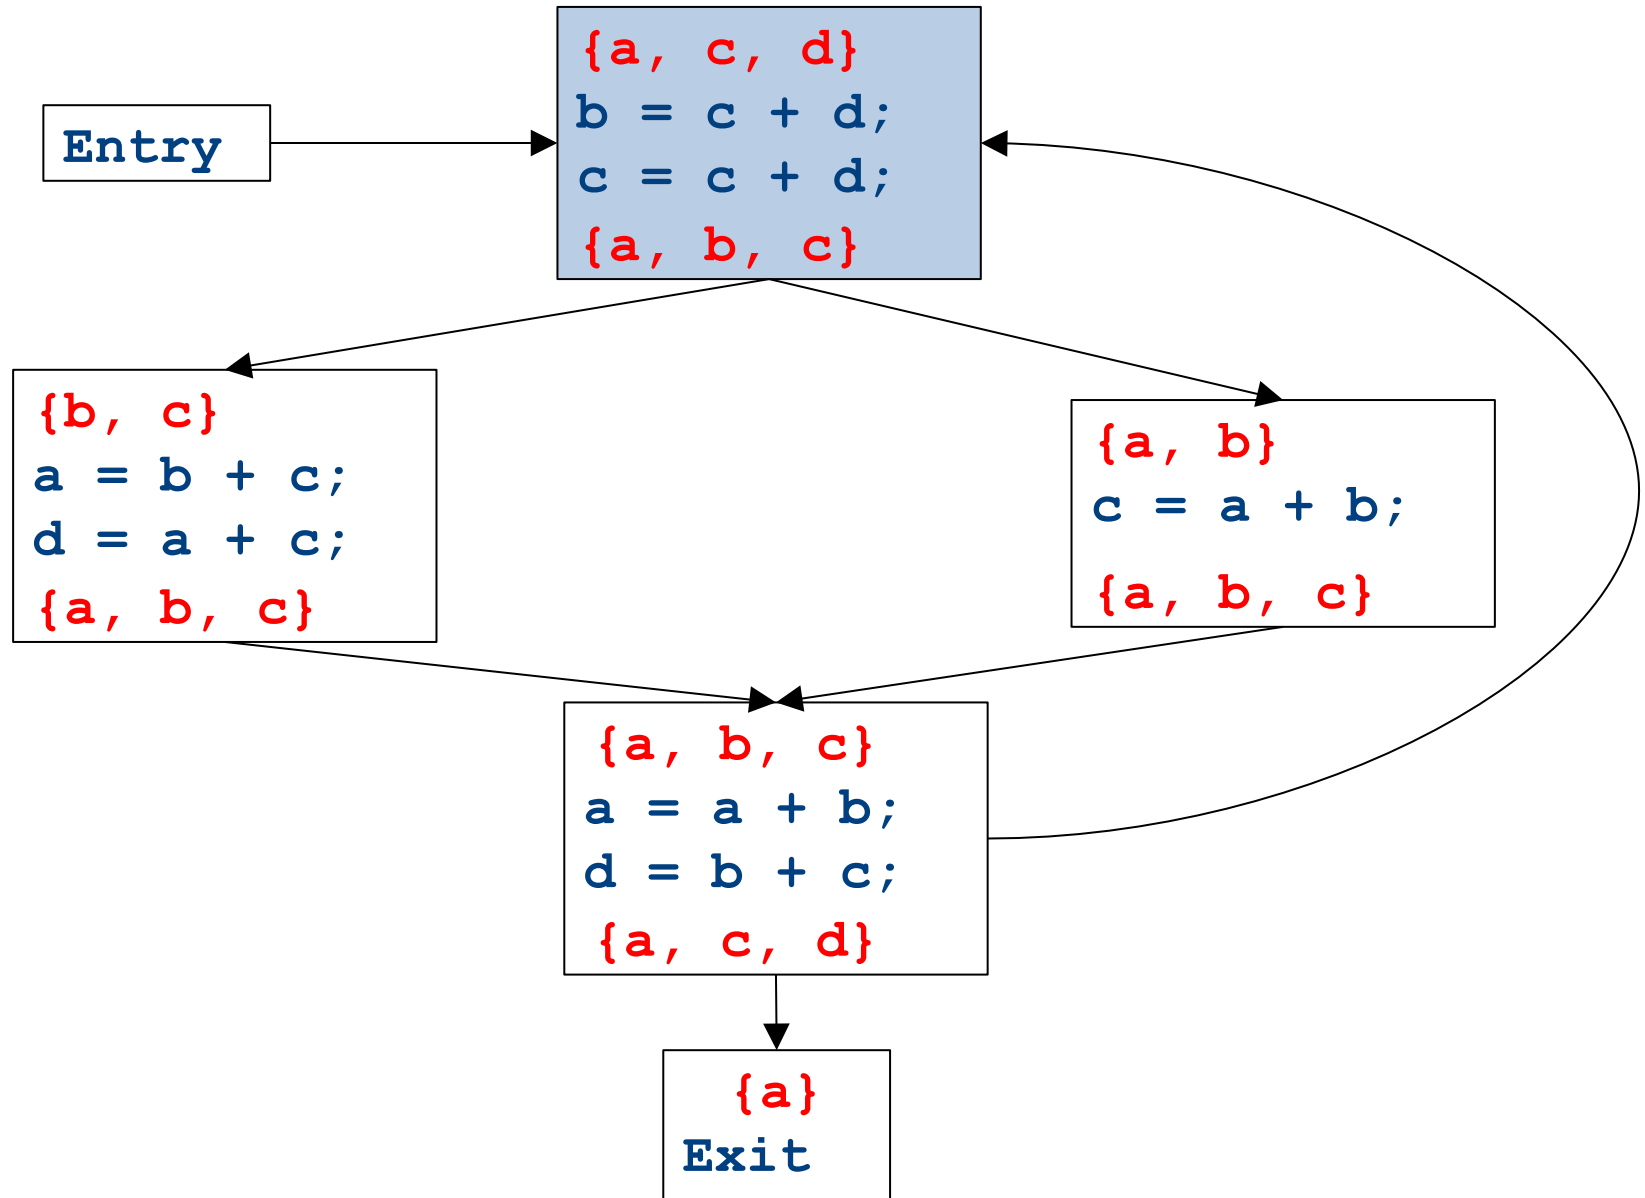 {a, c, d}
b = c + d;
c = c + d;
{a, b, c}
Entry
{b, c}
a = b + c;
d = a + c;
{a, b, c}
{a, b}
c = a + b;
{a, b, c}
{a, b, c}
a = a + b;
d = b + c;
{a, c, d}
{a}
Exit